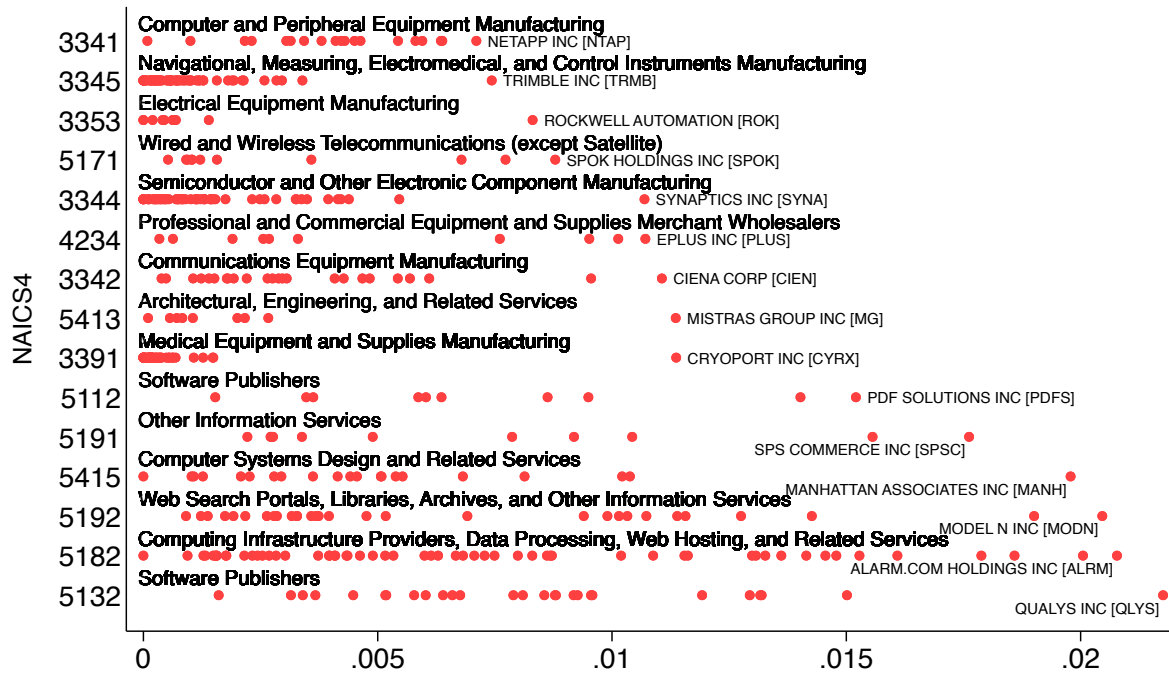 Computer and Peripheral Equipment Manufacturing
3341
NETAPP INC [NTAP]
Navigational, Measuring, Electromedical, and Control Instruments Manufacturing
3345
TRIMBLE INC [TRMB]
Electrical Equipment Manufacturing
3353
ROCKWELL AUTOMATION [ROK]
Wired and Wireless Telecommunications (except Satellite)
5171
SPOK HOLDINGS INC [SPOK]
Semiconductor and Other Electronic Component Manufacturing
3344
SYNAPTICS INC [SYNA]
Professional and Commercial Equipment and Supplies Merchant Wholesalers
4234
EPLUS INC [PLUS]
Communications Equipment Manufacturing
3342
CIENA CORP [CIEN]
Architectural, Engineering, and Related Services
5413
MISTRAS GROUP INC [MG]
Medical Equipment and Supplies Manufacturing
3391
CRYOPORT INC [CYRX]
Software Publishers
5112
PDF SOLUTIONS INC [PDFS]
Other Information Services
5191
SPS COMMERCE INC [SPSC]
Computer Systems Design and Related Services
5415
MANHATTAN ASSOCIATES INC [MANH]
Web Search Portals, Libraries, Archives, and Other Information Services
5192
MODEL N INC [MODN]
Computing Infrastructure Providers, Data Processing, Web Hosting, and Related Services
5182
ALARM.COM HOLDINGS INC [ALRM]
Software Publishers
5132
QUALYS INC [QLYS]
NAICS4
0 .005 .01 .015 .02